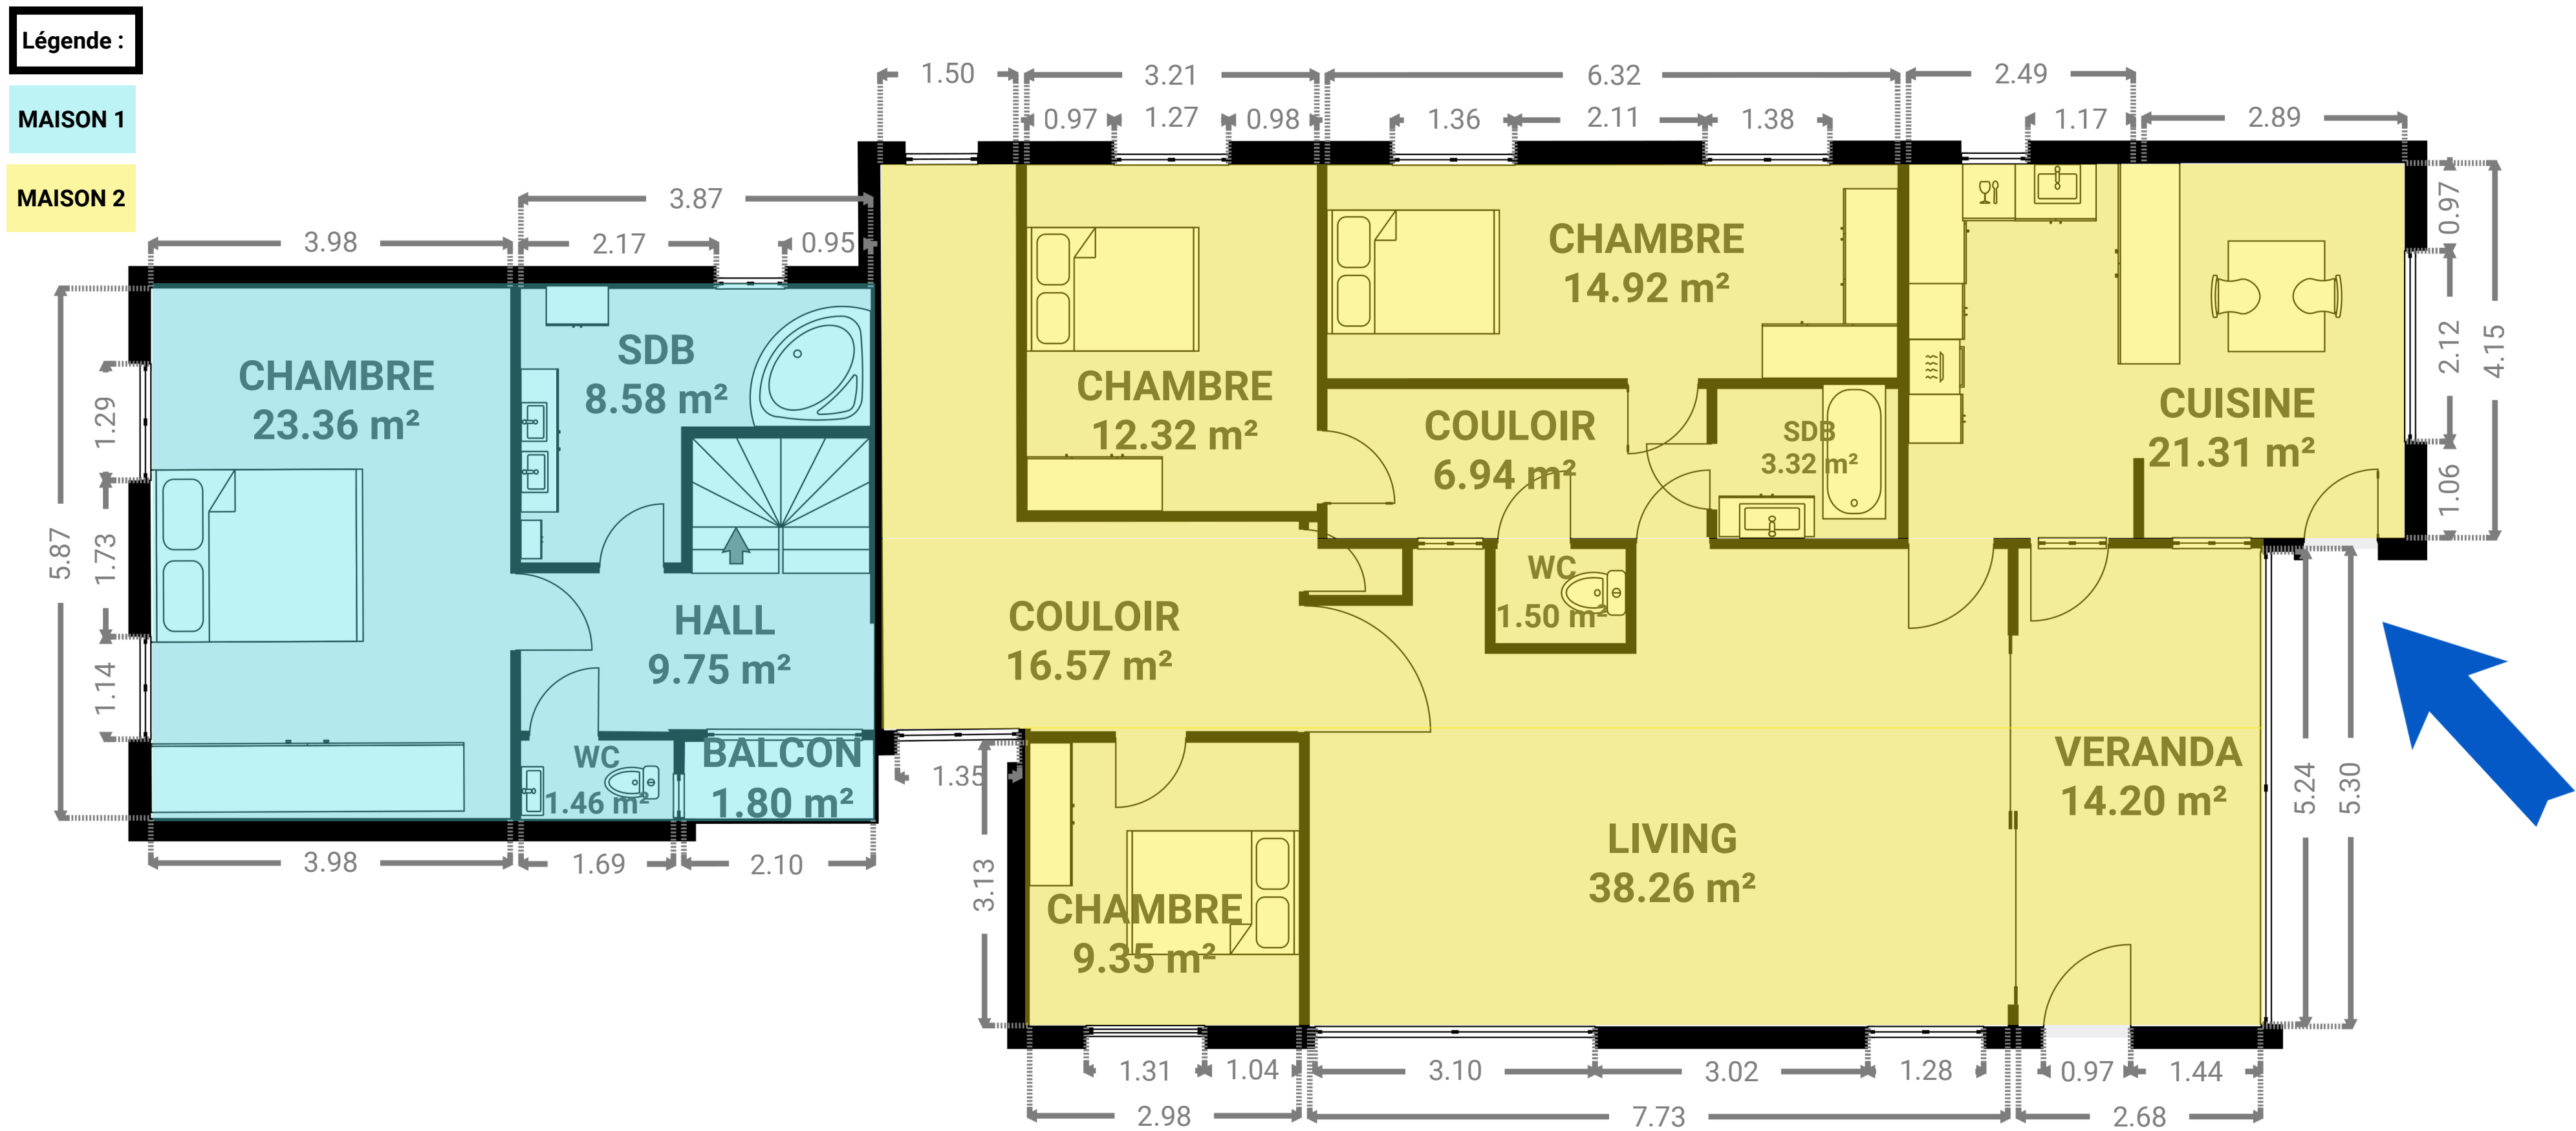 Légende :
MAISON 1
MAISON 2
1.50
3.21
6.32
2.49
0.97
1.27
0.98
1.36
2.11
1.38
1.17
2.89
3.87
3.98
2.17
0.95
0.97
2.12
4.15
1.06
CHAMBRE
14.92 m²
SDB
8.58 m²
CHAMBRE
23.36 m²
CHAMBRE
12.32 m²
COULOIR
6.94 m²
SDB
3.32 m²
CUISINE
21.31 m²
1.29
5.87
1.73
1.14
HALL
9.75 m²
COULOIR
16.57 m²
WC
1.50 m²
WC
1.46 m²
BALCON
1.80 m²
1.35
VERANDA
14.20 m²
5.24
5.30
LIVING
38.26 m²
3.98
1.69
2.10
3.13
CHAMBRE
9.35 m²
1.31
1.04
3.10
3.02
1.28
0.97
1.44
2.98
7.73
2.68